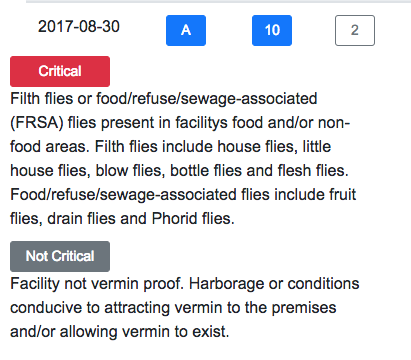 2017-08-30 A 10 2
Critical
Filth flies or food/refuse/sewage-associated
(FRSA) flies present in facilitys food and/or non-
food areas. Filth flies include house flies, little
house flies, blow flies, bottle flies and flesh flies.
Food/refuse/sewage-associated flies include fruit
flies, drain flies and Phorid flies.
Not Critical
Facility not vermin proof. Harborage or conditions
conducive to attracting vermin to the premises
and/or allowing vermin to exist.